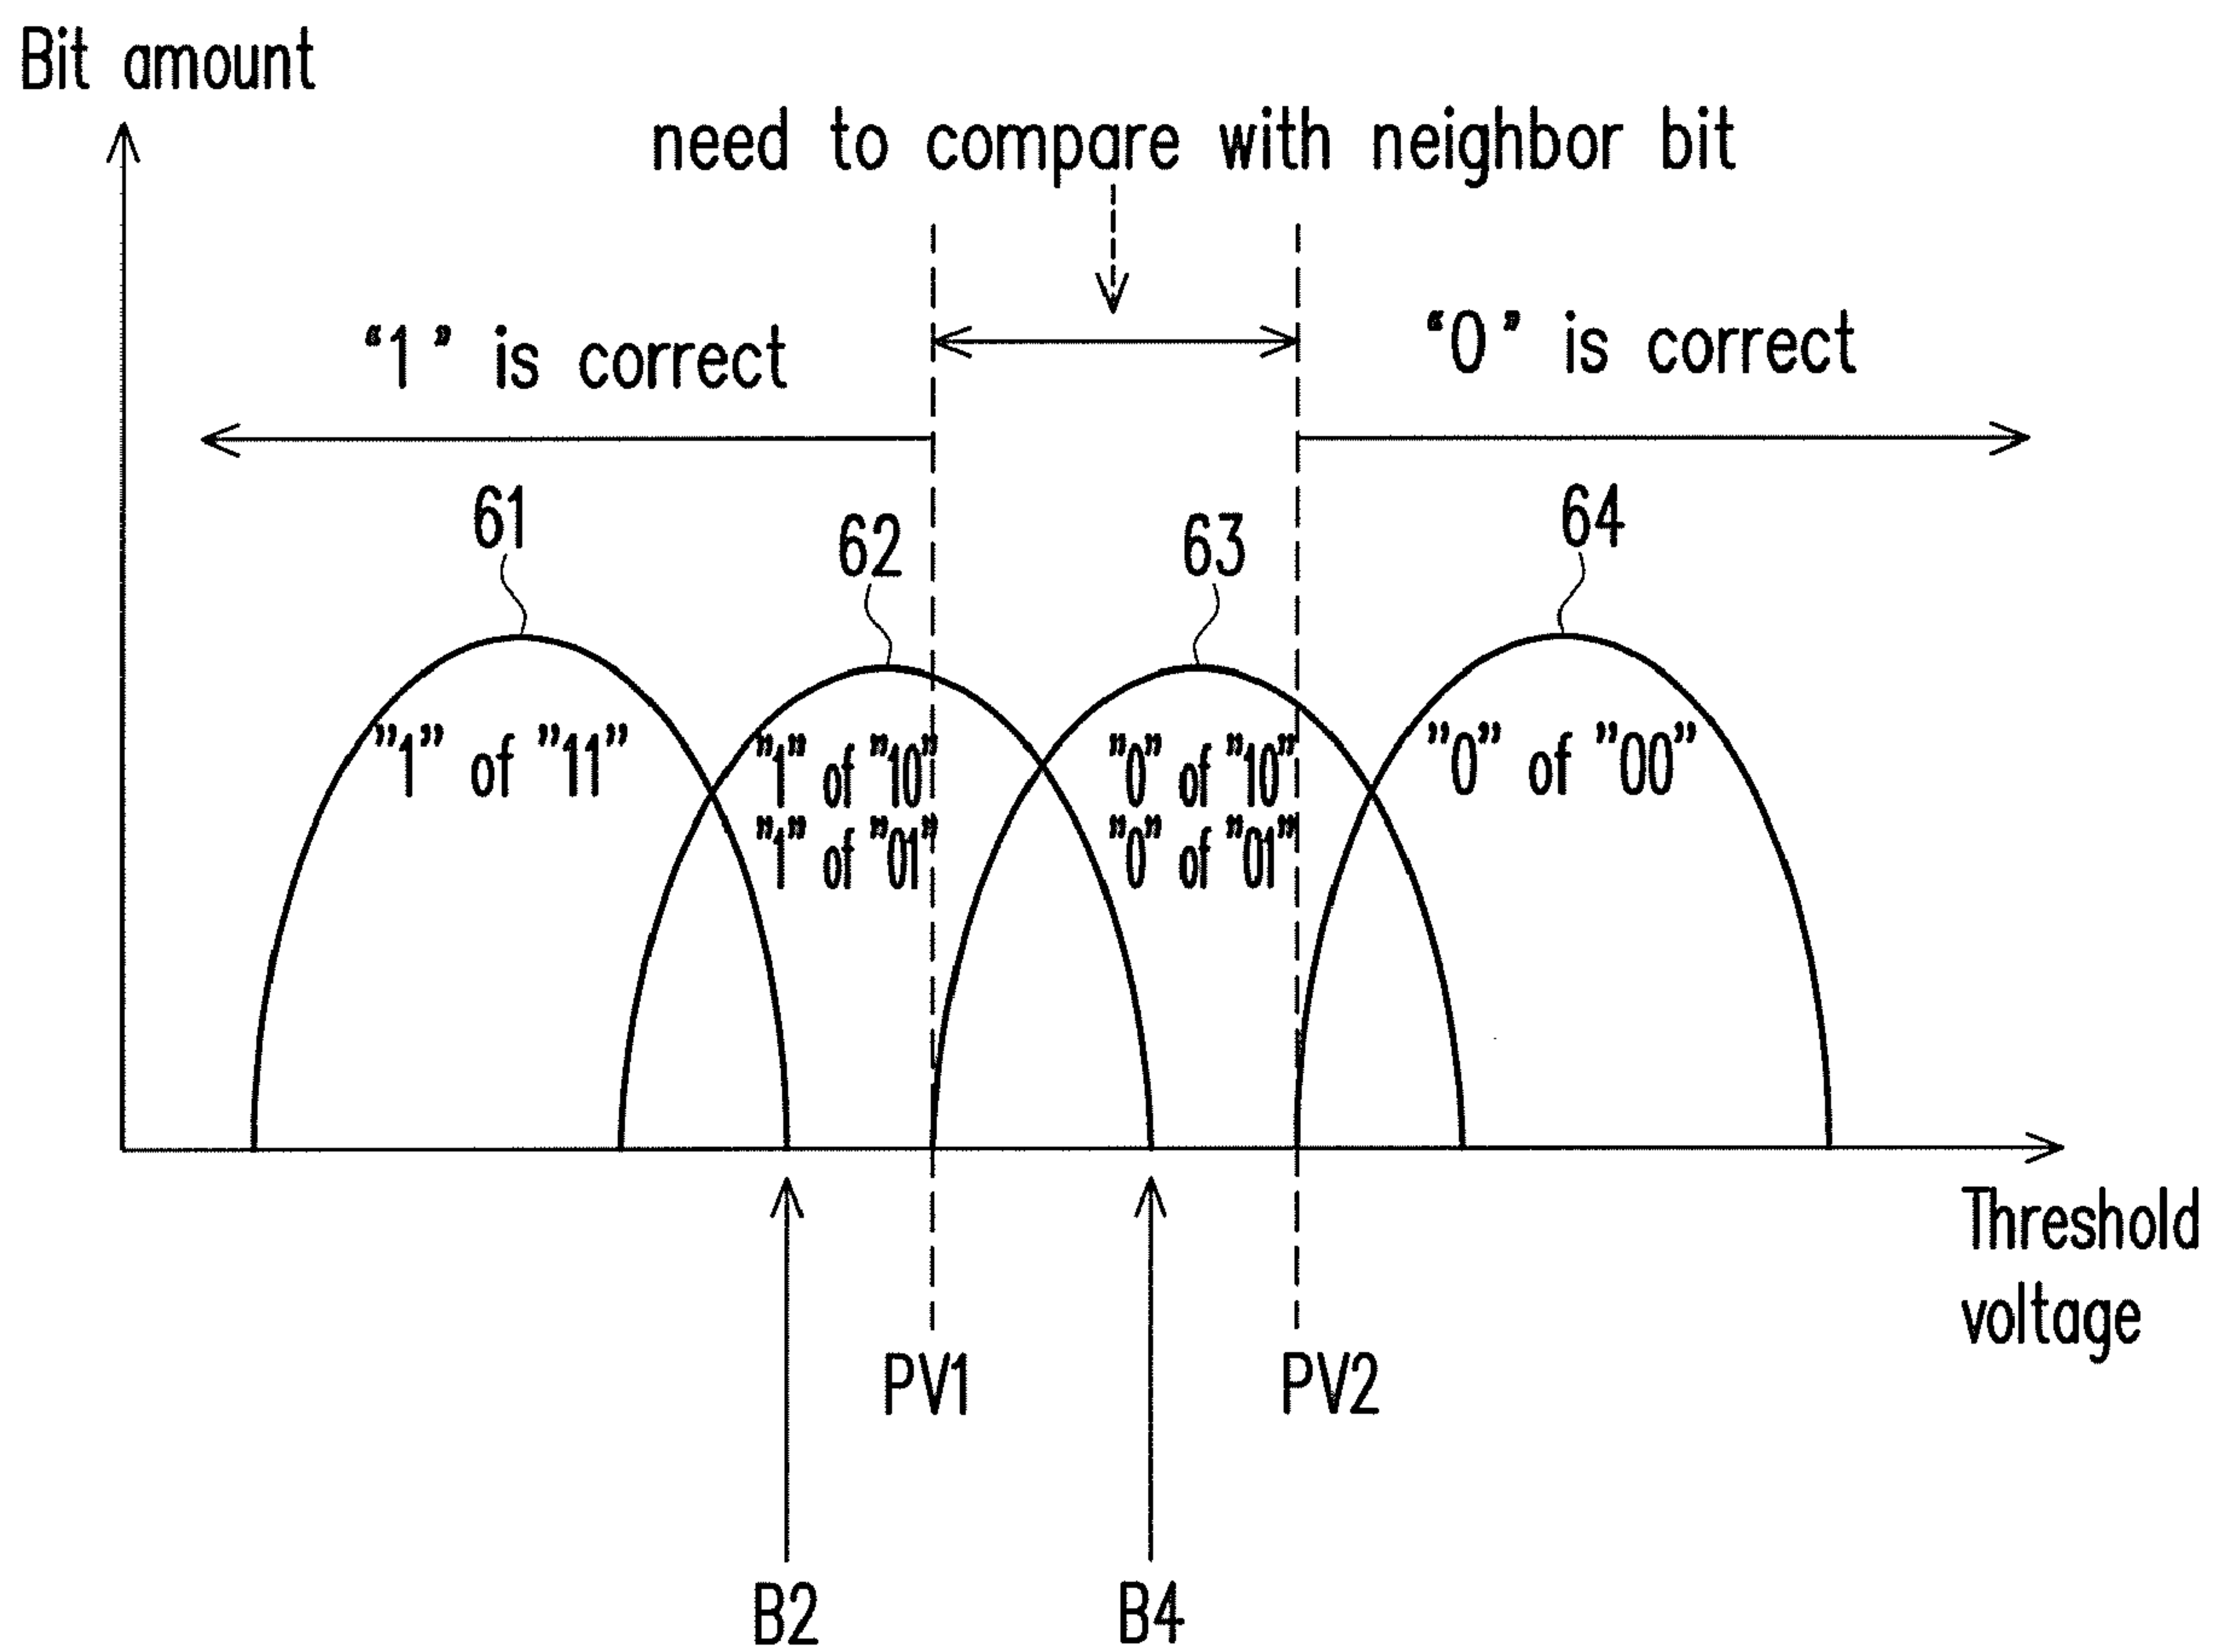 Bit amount
need to compare with neighbor bit
“1” is correct
“0” is correct
61
62
63
64
”1” of ”11”
”1” of ”10”
”1” of ”01”
”0” of ”10”
”0” of ”01”
”0” of ”00”
Threshold
voltage
PV1
PV2
B2
B4